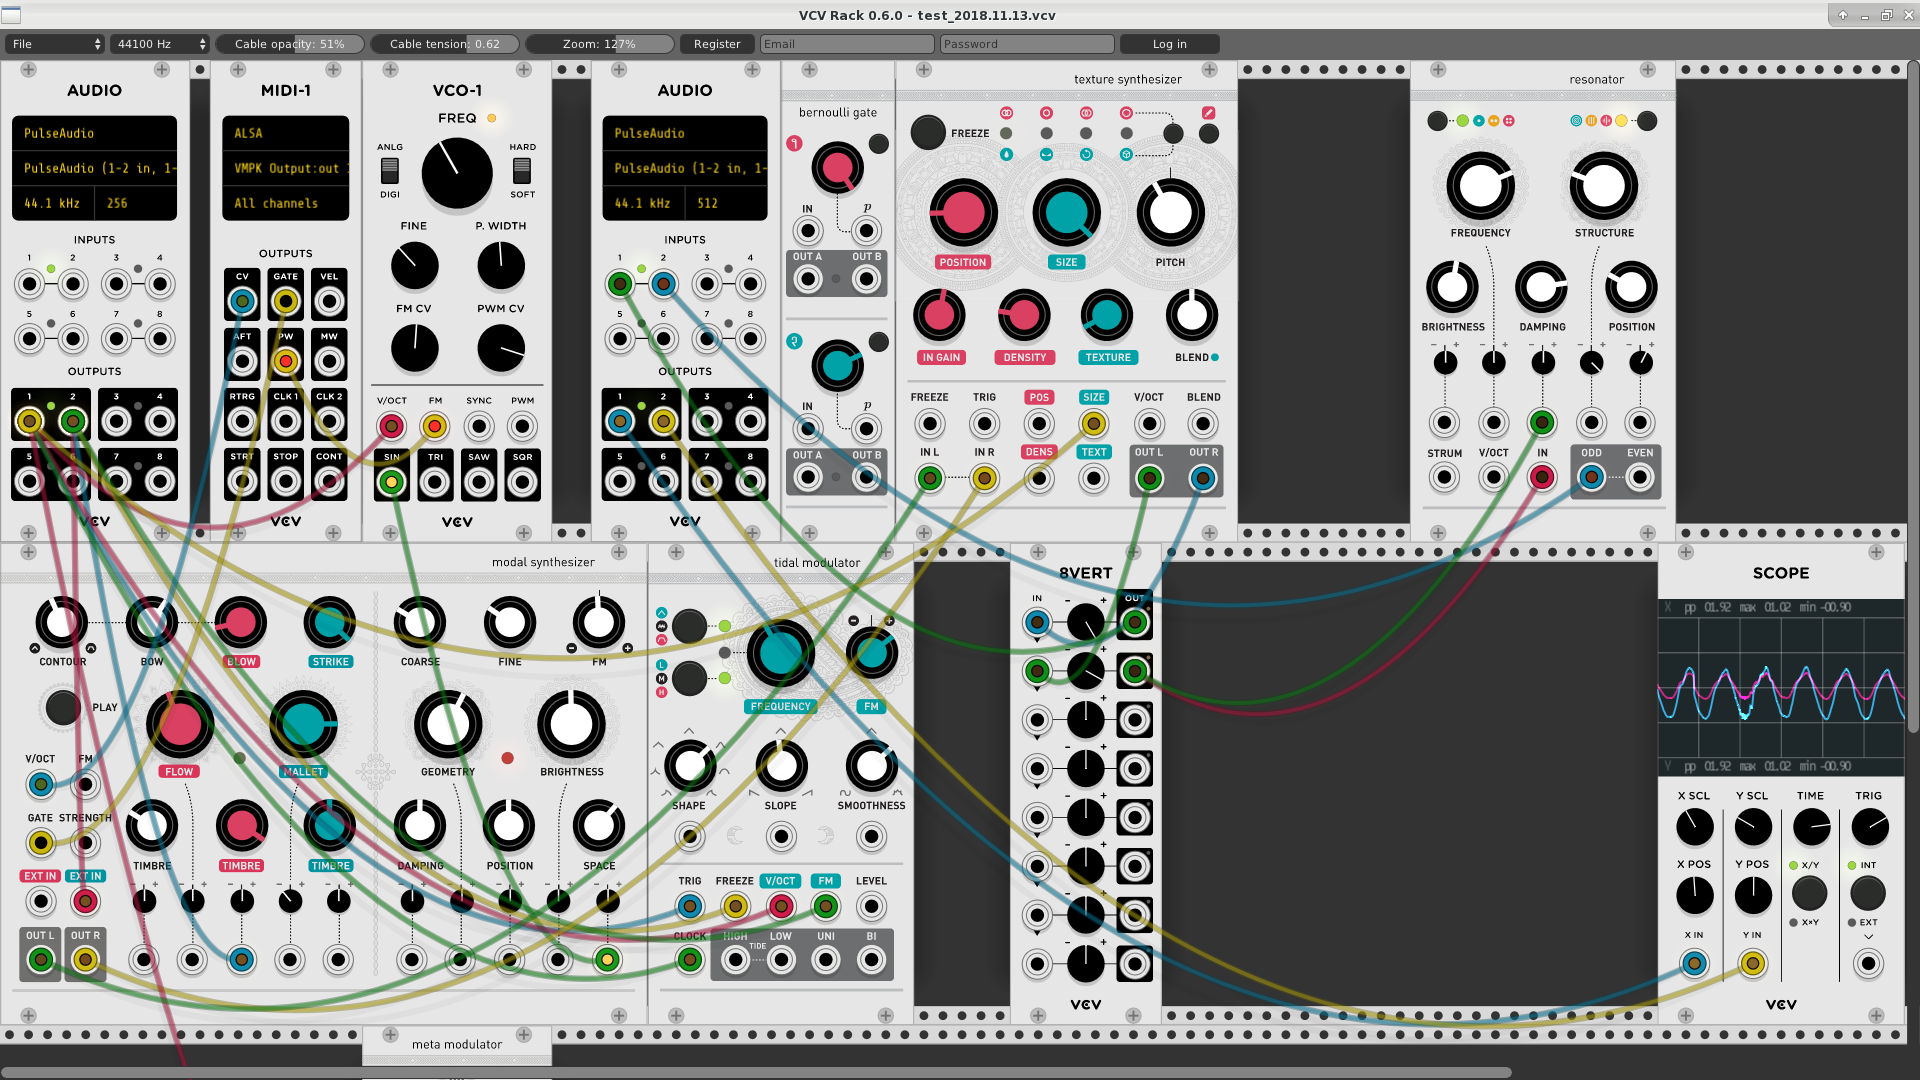 VCV Rack 0.6.0 - test_2018.11.13.vcv
File
44100 Hz
Cable opacity: 51%
Cable tension: 0.62
Zoom: 127%
Register
Email
Password
Log in
AUDIO
PulseAudio
PulseAudio (1-2 in, 1-
44.1 kHz 256
INPUTS
1 2 3 4
5 6 7 8
OUTPUTS
1 2 3 4
5 6 7 8
VCV
MIDI-1
ALSA
VMPK Output:out
All channels
OUTPUTS
CV GATE VEL
AFT PW MW
RTRG CLK 1 CLK 2
STRT STOP CONT
VCV
VCO-1
FREQ
ANLG HARD
DIGI SOFT
FINE P. WIDTH
FM CV PWM CV
V/OCT FM SYNC PWM
SIN TRI SAW SQR
VCV
AUDIO
PulseAudio
PulseAudio (1-2 in, 1-
44.1 kHz 512
INPUTS
1 2 3 4
5 6 7 8
OUTPUTS
1 2 3 4
5 6 7 8
VCV
bernoulli gate
IN p
OUT A OUT B
IN p
OUT A OUT B
texture synthesizer
FREEZE
POSITION SIZE PITCH
IN GAIN DENSITY TEXTURE BLEND
FREEZE TRIG POS SIZE V/OCT BLEND
IN L IN R DENS TEXT OUT L OUT R
resonator
FREQUENCY STRUCTURE
BRIGHTNESS DAMPING POSITION
STRUM V/OCT IN ODD EVEN
modal synthesizer
CONTOUR BOW BLOW STRIKE COARSE FINE FM
PLAY
FLOW MALLET GEOMETRY BRIGHTNESS
V/OCT FM
GATE STRENGTH
TIMBRE TIMBRE TIMBRE DAMPING POSITION SPACE
EXT IN EXT IN
OUT L OUT R
tidal modulator
L
M
H
FREQUENCY FM
SHAPE SLOPE SMOOTHNESS
TRIG FREEZE V/OCT FM LEVEL
CLOCK HIGH LOW UNI BI
TIDE
8VERT
IN OUT
VCV
SCOPE
X pp 01.92 max 01.02 min -00.90
Y pp 01.92 max 01.02 min -00.90
X SCL Y SCL TIME TRIG
X POS Y POS X/Y INT
X×Y EXT
X IN Y IN
VCV
meta modulator